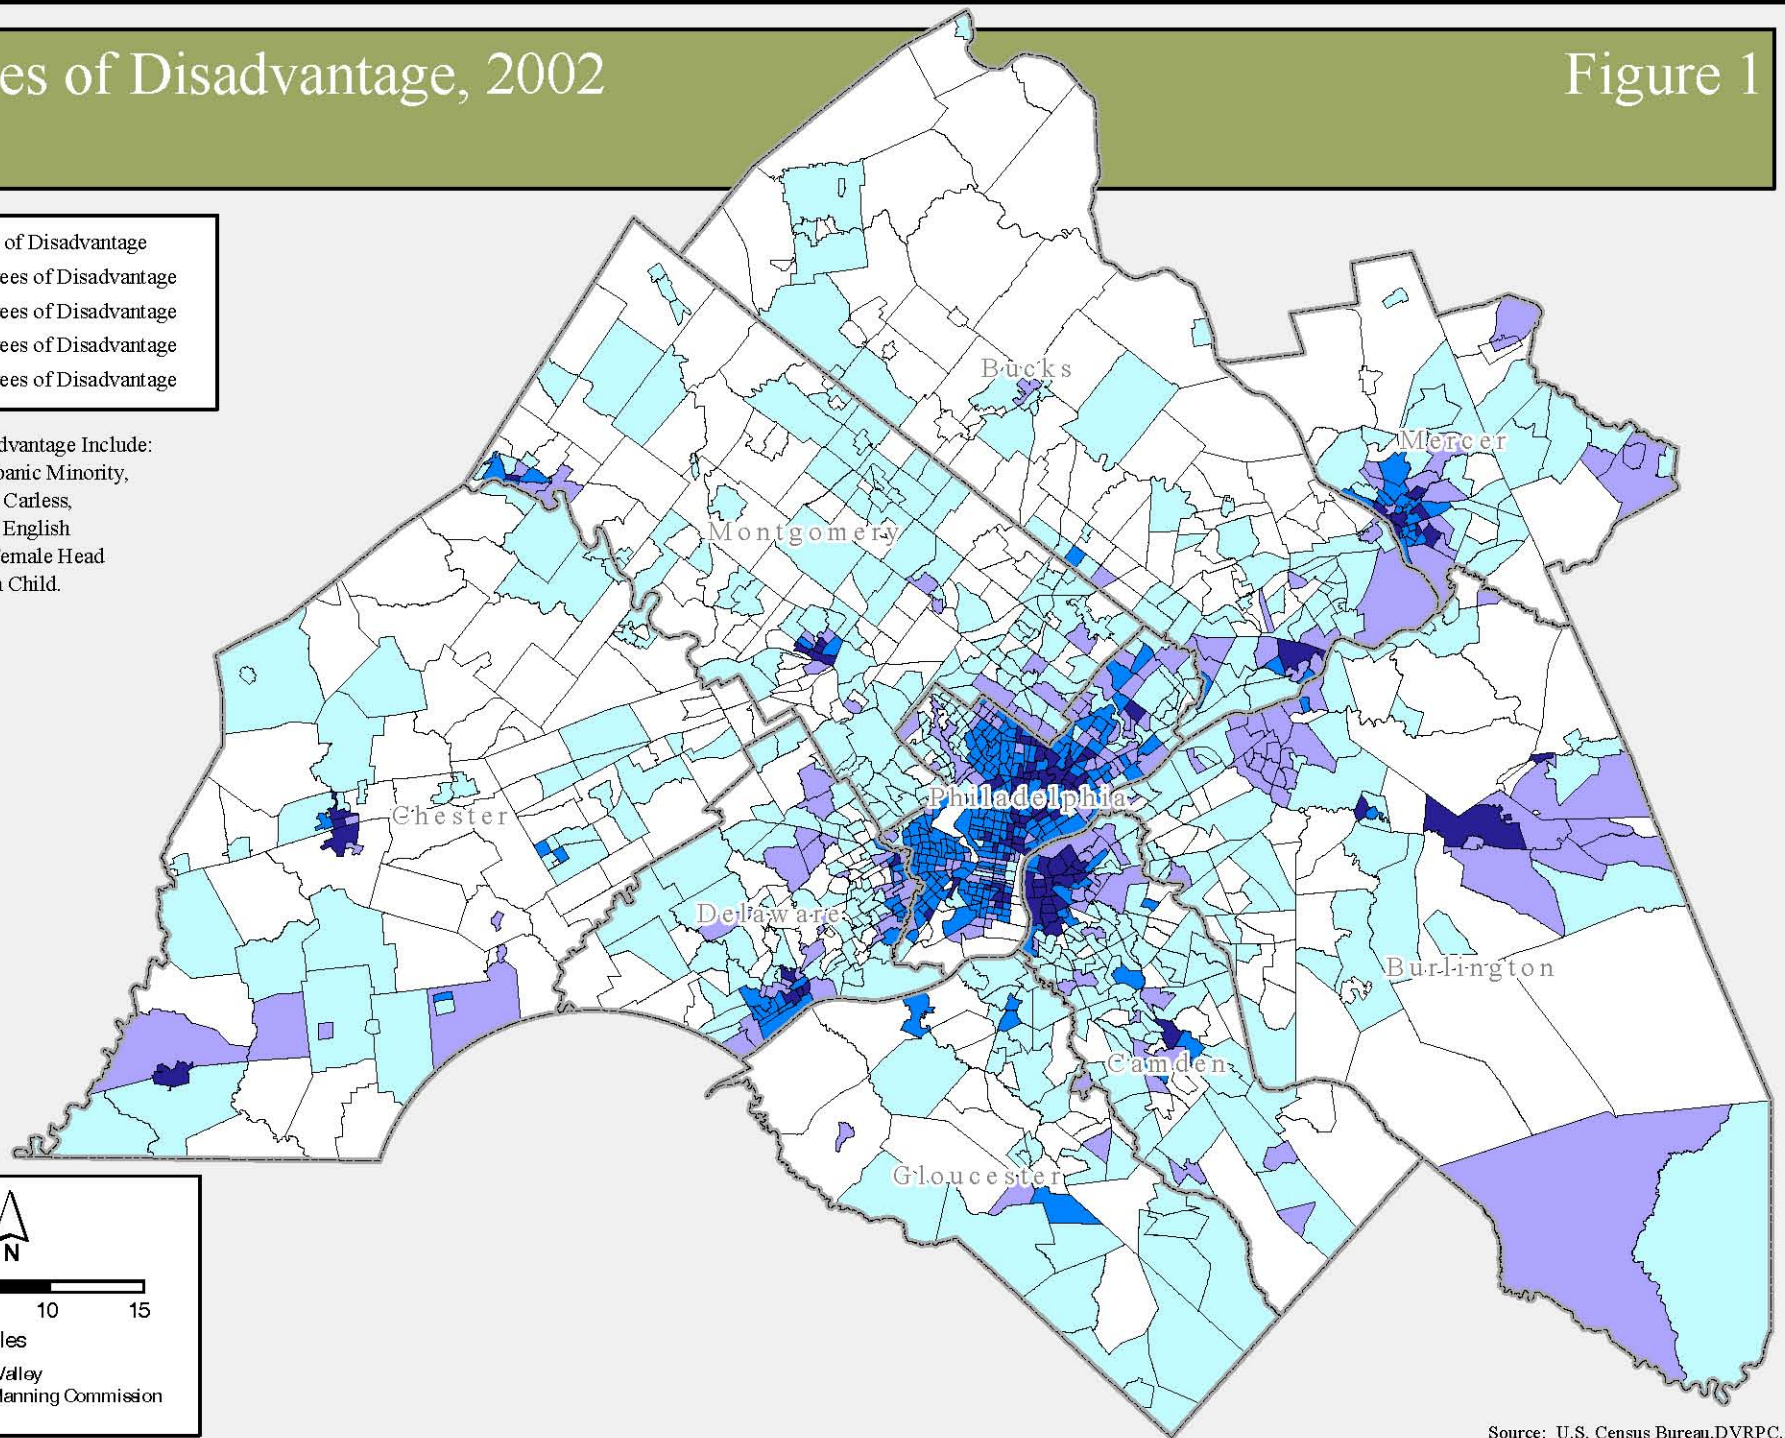 es of Disadvantage, 2002
Figure 1
of Disadvantage
ees of Disadvantage
ees of Disadvantage
ees of Disadvantage
ees of Disadvantage
dvantage Include:
panic Minority,
Carless,
English
Female Head
Child.
Bucks
Mercer
Montgomery
Philadelphia
Chester
Delaware
Burlington
Camden
Gloucester
N
10 15
les
Valley
Planning Commission
Source: U.S. Census Bureau,DVRPC.